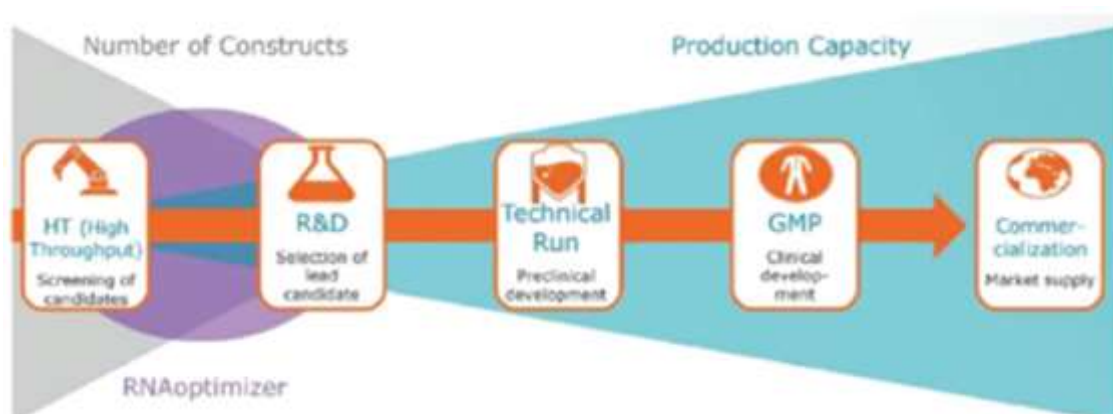 Number of Constructs
Production Capacity
HT (High
Throughput)
Screening of
candidates
R&D
Selection of
lead
candidate
Technical
Run
Preclinical
development
GMP
Clinical
develop-
ment
Commer-
cialization
Market supply
RNAoptimizer